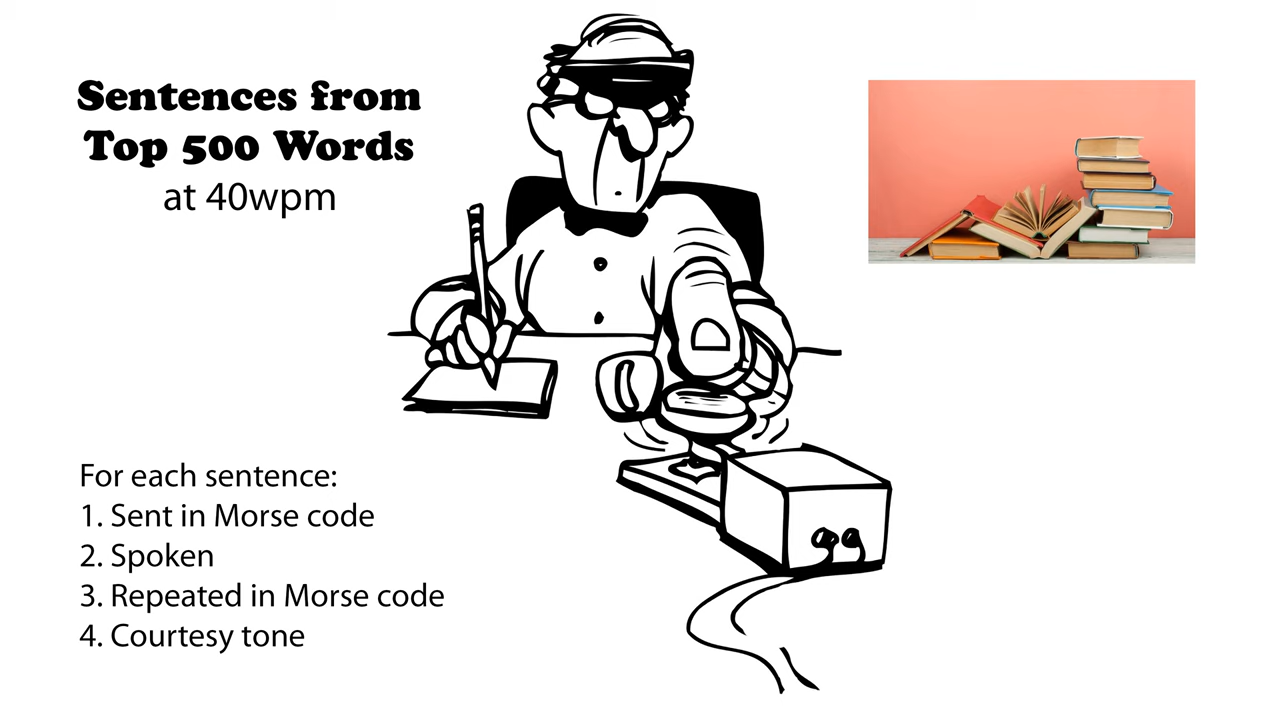 Sentences from
Top 500 Words
at 40wpm
For each sentence:
1. Sent in Morse code
2. Spoken
3. Repeated in Morse code
4. Courtesy tone